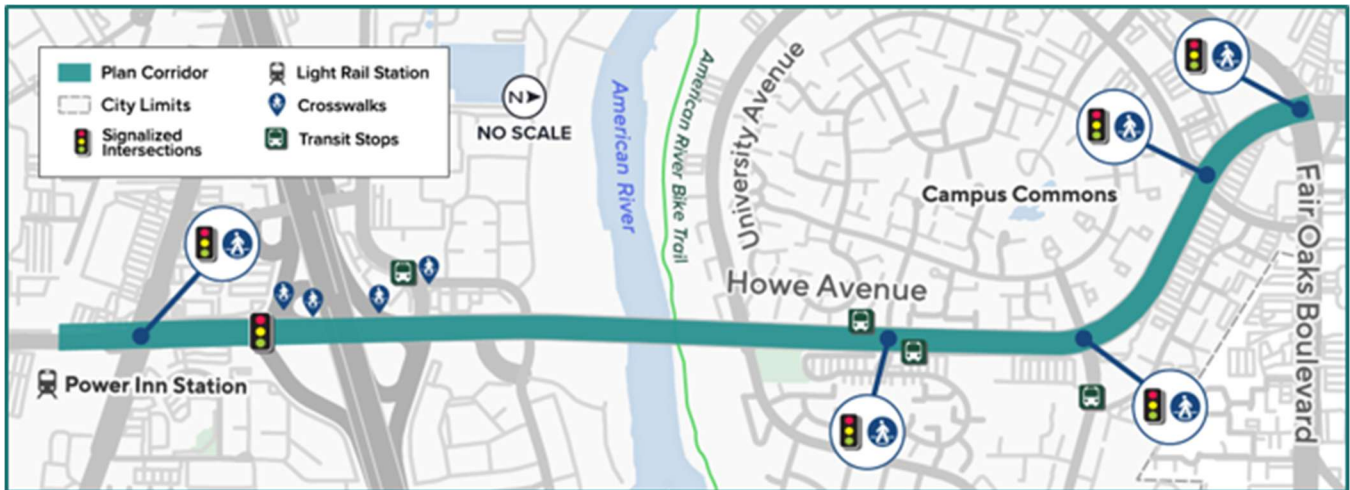 Plan Corridor
City Limits
Signalized
Intersections
Light Rail Station
Crosswalks
Transit Stops
N
NO SCALE
American River
American River Bike Trail
University Avenue
Campus Commons
Howe Avenue
Fair Oaks Boulevard
Power Inn Station